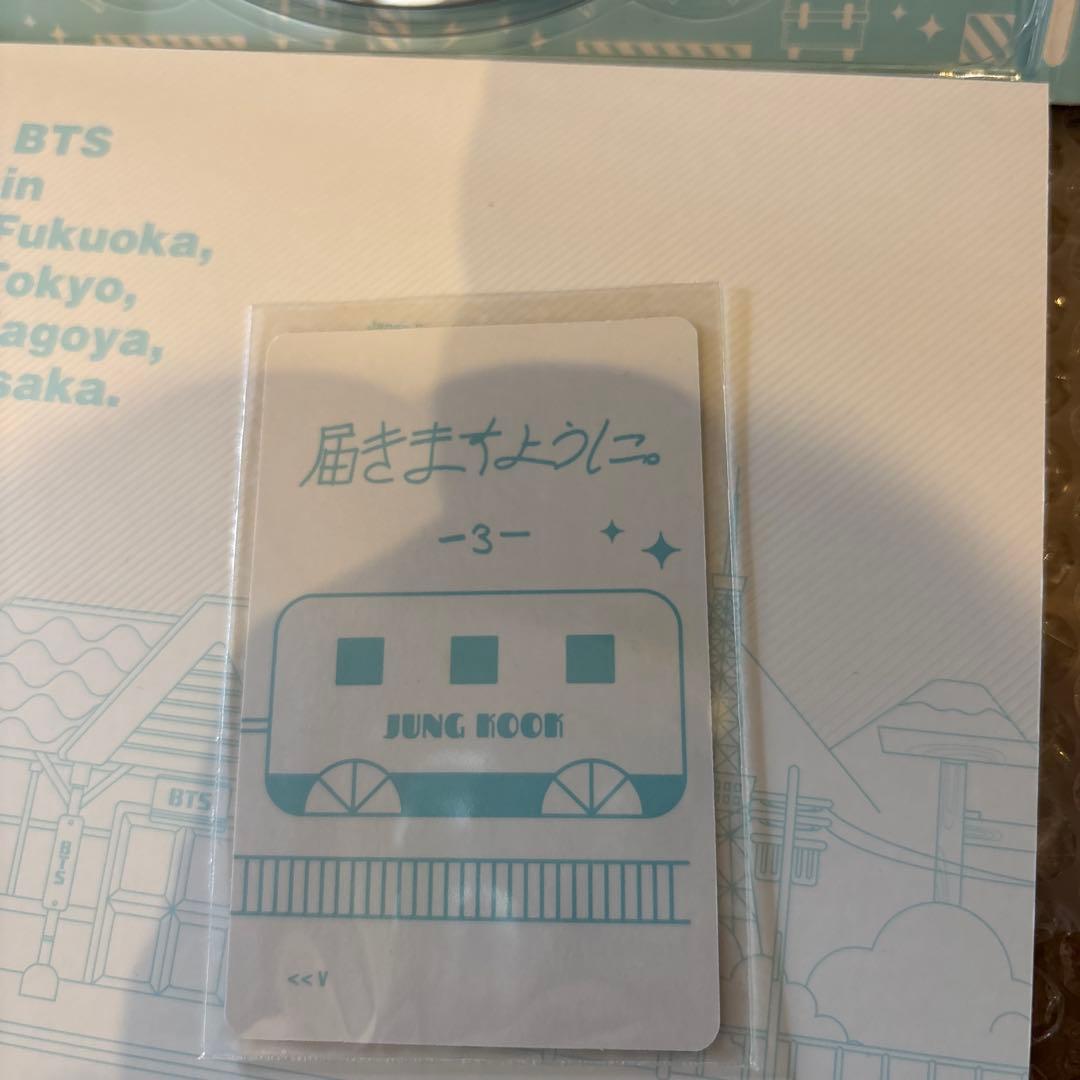 BTS
in
Fukuoka,
Tokyo,
agoya,
saka.
届きますように。
-3-
JUNG KOOK
BTS
BTS
<< V